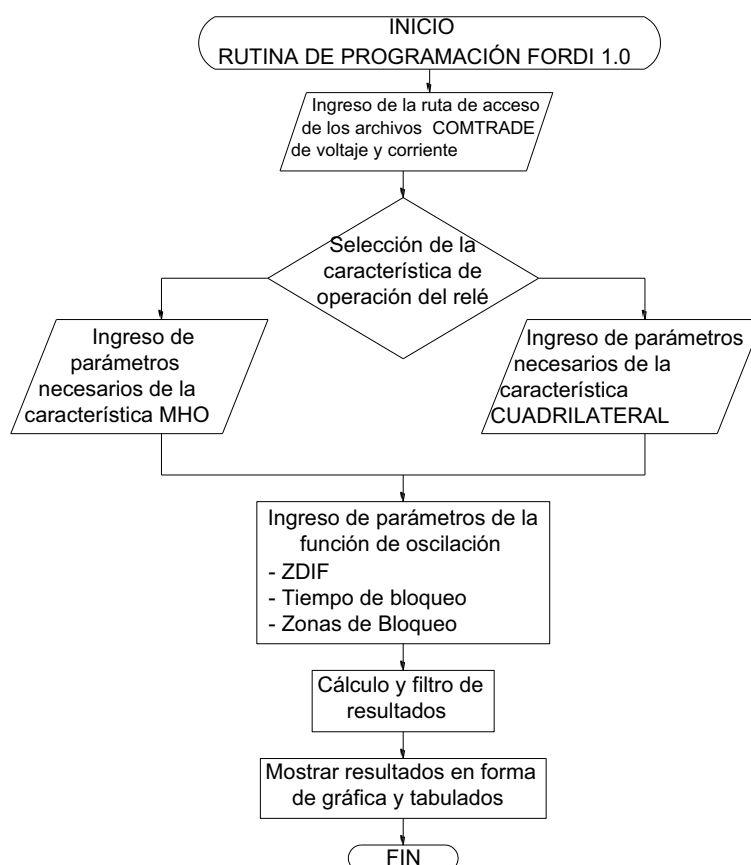 INICIO
RUTINA DE PROGRAMACIÓN FORDI 1.0
Ingreso de la ruta de acceso
de los archivos COMTRADE
de voltaje y corriente
Selección de la
característica de
operación del relé
Ingreso de
parámetros
necesarios de la
característica MHO
Ingreso de parámetros
necesarios de la
característica
CUADRILATERAL
Ingreso de parámetros de la
función de oscilación
- ZDIF
- Tiempo de bloqueo
- Zonas de Bloqueo
Cálculo y filtro de
resultados
Mostrar resultados en forma
de gráfica y tabulados
FIN